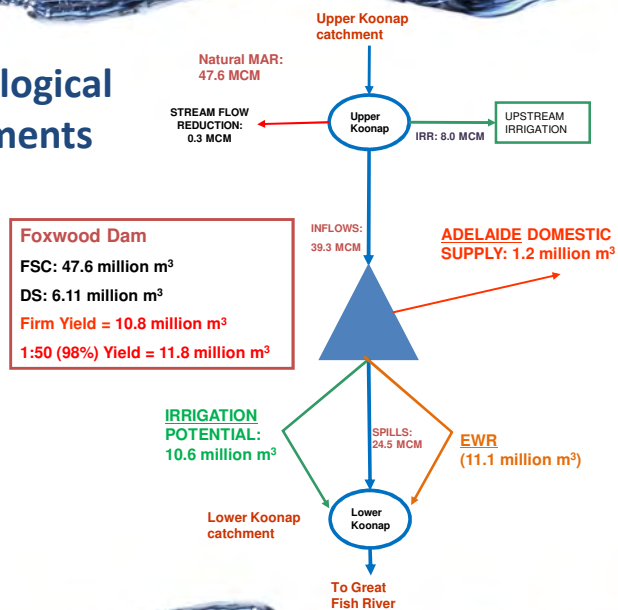 Upper Koonap
catchment
Natural MAR:
47.6 MCM
STREAM FLOW
REDUCTION:
0.3 MCM
Upper
Koonap
IRR: 8.0 MCM
UPSTREAM
IRRIGATION
INFLOWS:
39.3 MCM
ADELAIDE DOMESTIC
SUPPLY: 1.2 million m³
Foxwood Dam
FSC: 47.6 million m³
DS: 6.11 million m³
Firm Yield = 10.8 million m³
1:50 (98%) Yield = 11.8 million m³
IRRIGATION
POTENTIAL:
10.6 million m³
SPILLS:
24.5 MCM
EWR
(11.1 million m³)
Lower Koonap
catchment
Lower
Koonap
To Great
Fish River